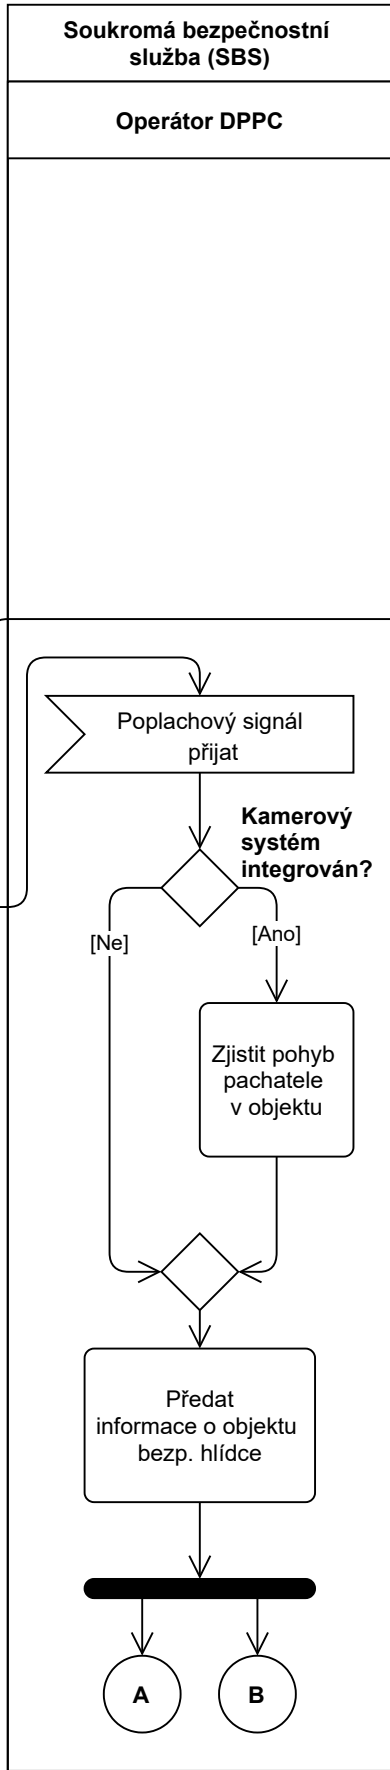 Soukromá bezpečnostní
služba (SBS)
Operátor DPPC
Poplachový signál
přijat
Kamerový
systém
integrován?
[Ne]
[Ano]
Zjistit pohyb
pachatele
v objektu
Předat
informace o objektu
bezp. hlídce
A
B